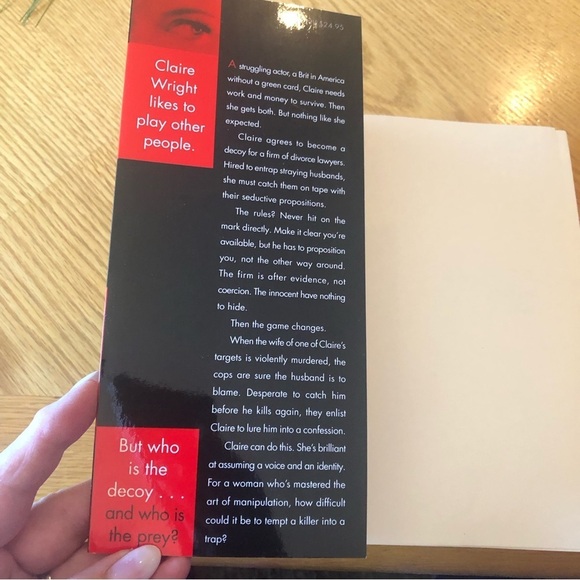 $24.95
Claire
Wright
likes to
play other
people.
A struggling actor, a Brit in America
without a green card, Claire needs
work and money to survive. Then
she gets both. But nothing like she
expected.
Claire agrees to become a
decoy for a firm of divorce lawyers.
Hired to entrap straying husbands,
she must catch them on tape with
their seductive propositions.
The rules? Never hit on the
mark directly. Make it clear you're
available, but he has to proposition
you, not the other way around.
The firm is after evidence, not
coercion. The innocent have nothing
to hide.
Then the game changes.
When the wife of one of Claire's
targets is violently murdered, the
cops are sure the husband is to
blame. Desperate to catch him
before he kills again, they enlist
Claire to lure him into a confession.
Claire can do this. She's brilliant
at assuming a voice and an identity.
For a woman who's mastered the
art of manipulation, how difficult
could it be to tempt a killer into a
trap?
But who
is the
decoy . . .
and who is
the prey?